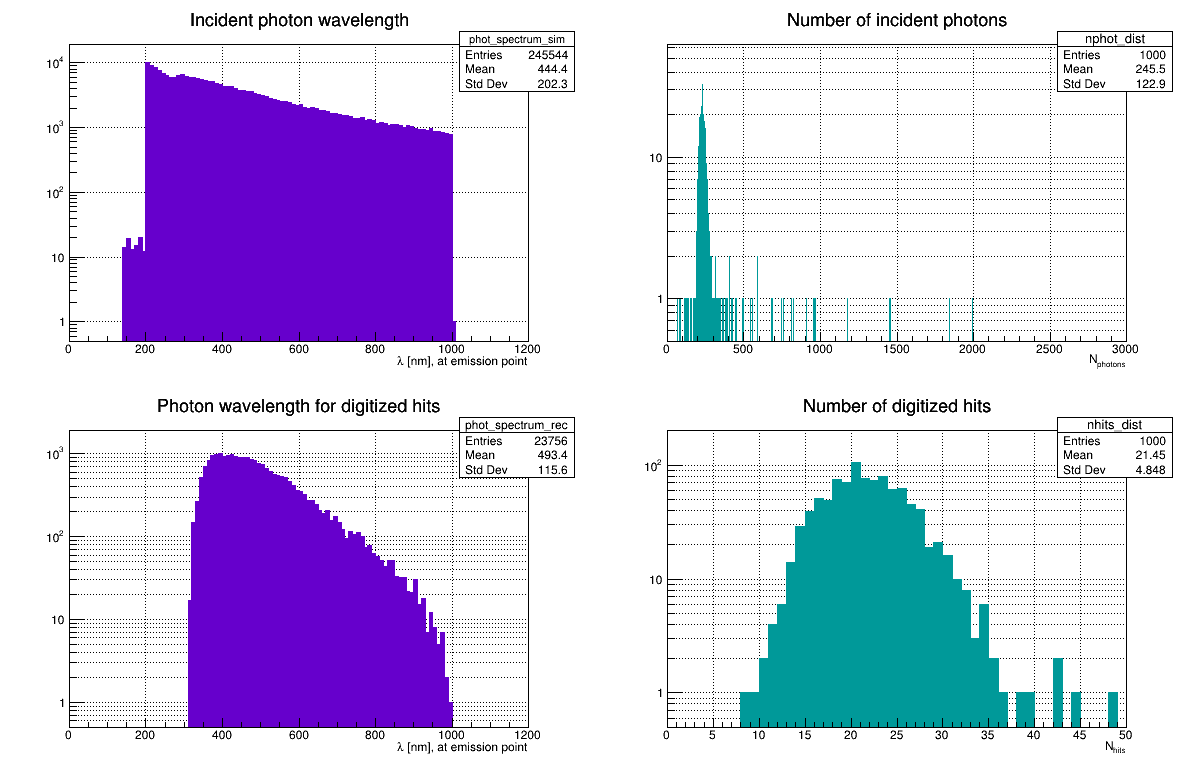 Incident photon wavelength
phot_spectrum_sim
Entries 245544
Mean 444.4
Std Dev 202.3
10^4
10^3
10^2
10
1
0 200 400 600 800 1000 1200
λ [nm], at emission point
Number of incident photons
nphot_dist
Entries 1000
Mean 245.5
Std Dev 122.9
10
1
0 500 1000 1500 2000 2500 3000
N_photons
Photon wavelength for digitized hits
phot_spectrum_rec
Entries 23756
Mean 493.4
Std Dev 115.6
10^3
10^2
10
1
0 200 400 600 800 1000 1200
λ [nm], at emission point
Number of digitized hits
nhits_dist
Entries 1000
Mean 21.45
Std Dev 4.848
10^2
10
1
0 5 10 15 20 25 30 35 40 45 50
N_hits